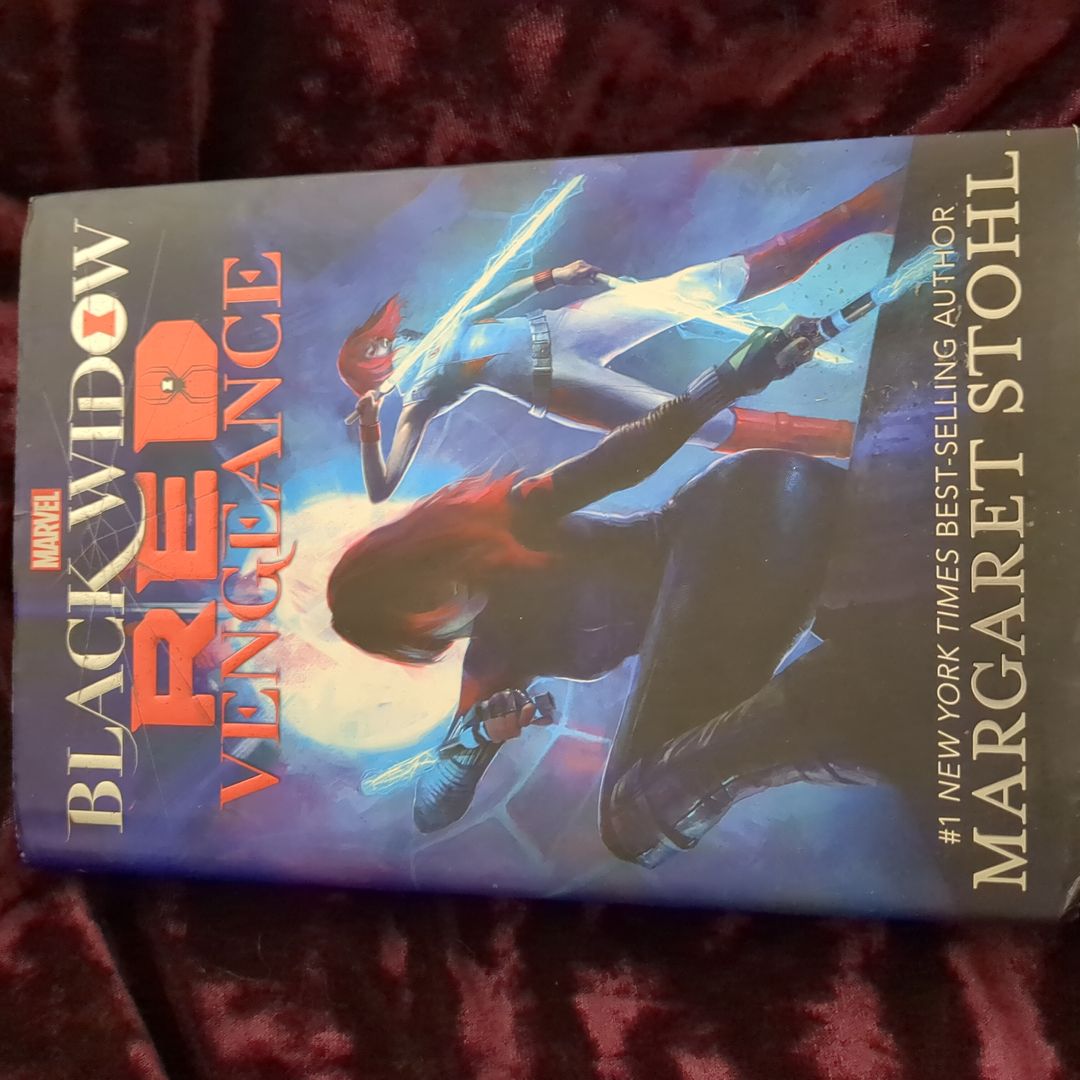 MARVEL
BLACK WIDOW
RED
VENGEANCE
#1 NEW YORK TIMES BEST-SELLING AUTHOR
MARGARET STOHL